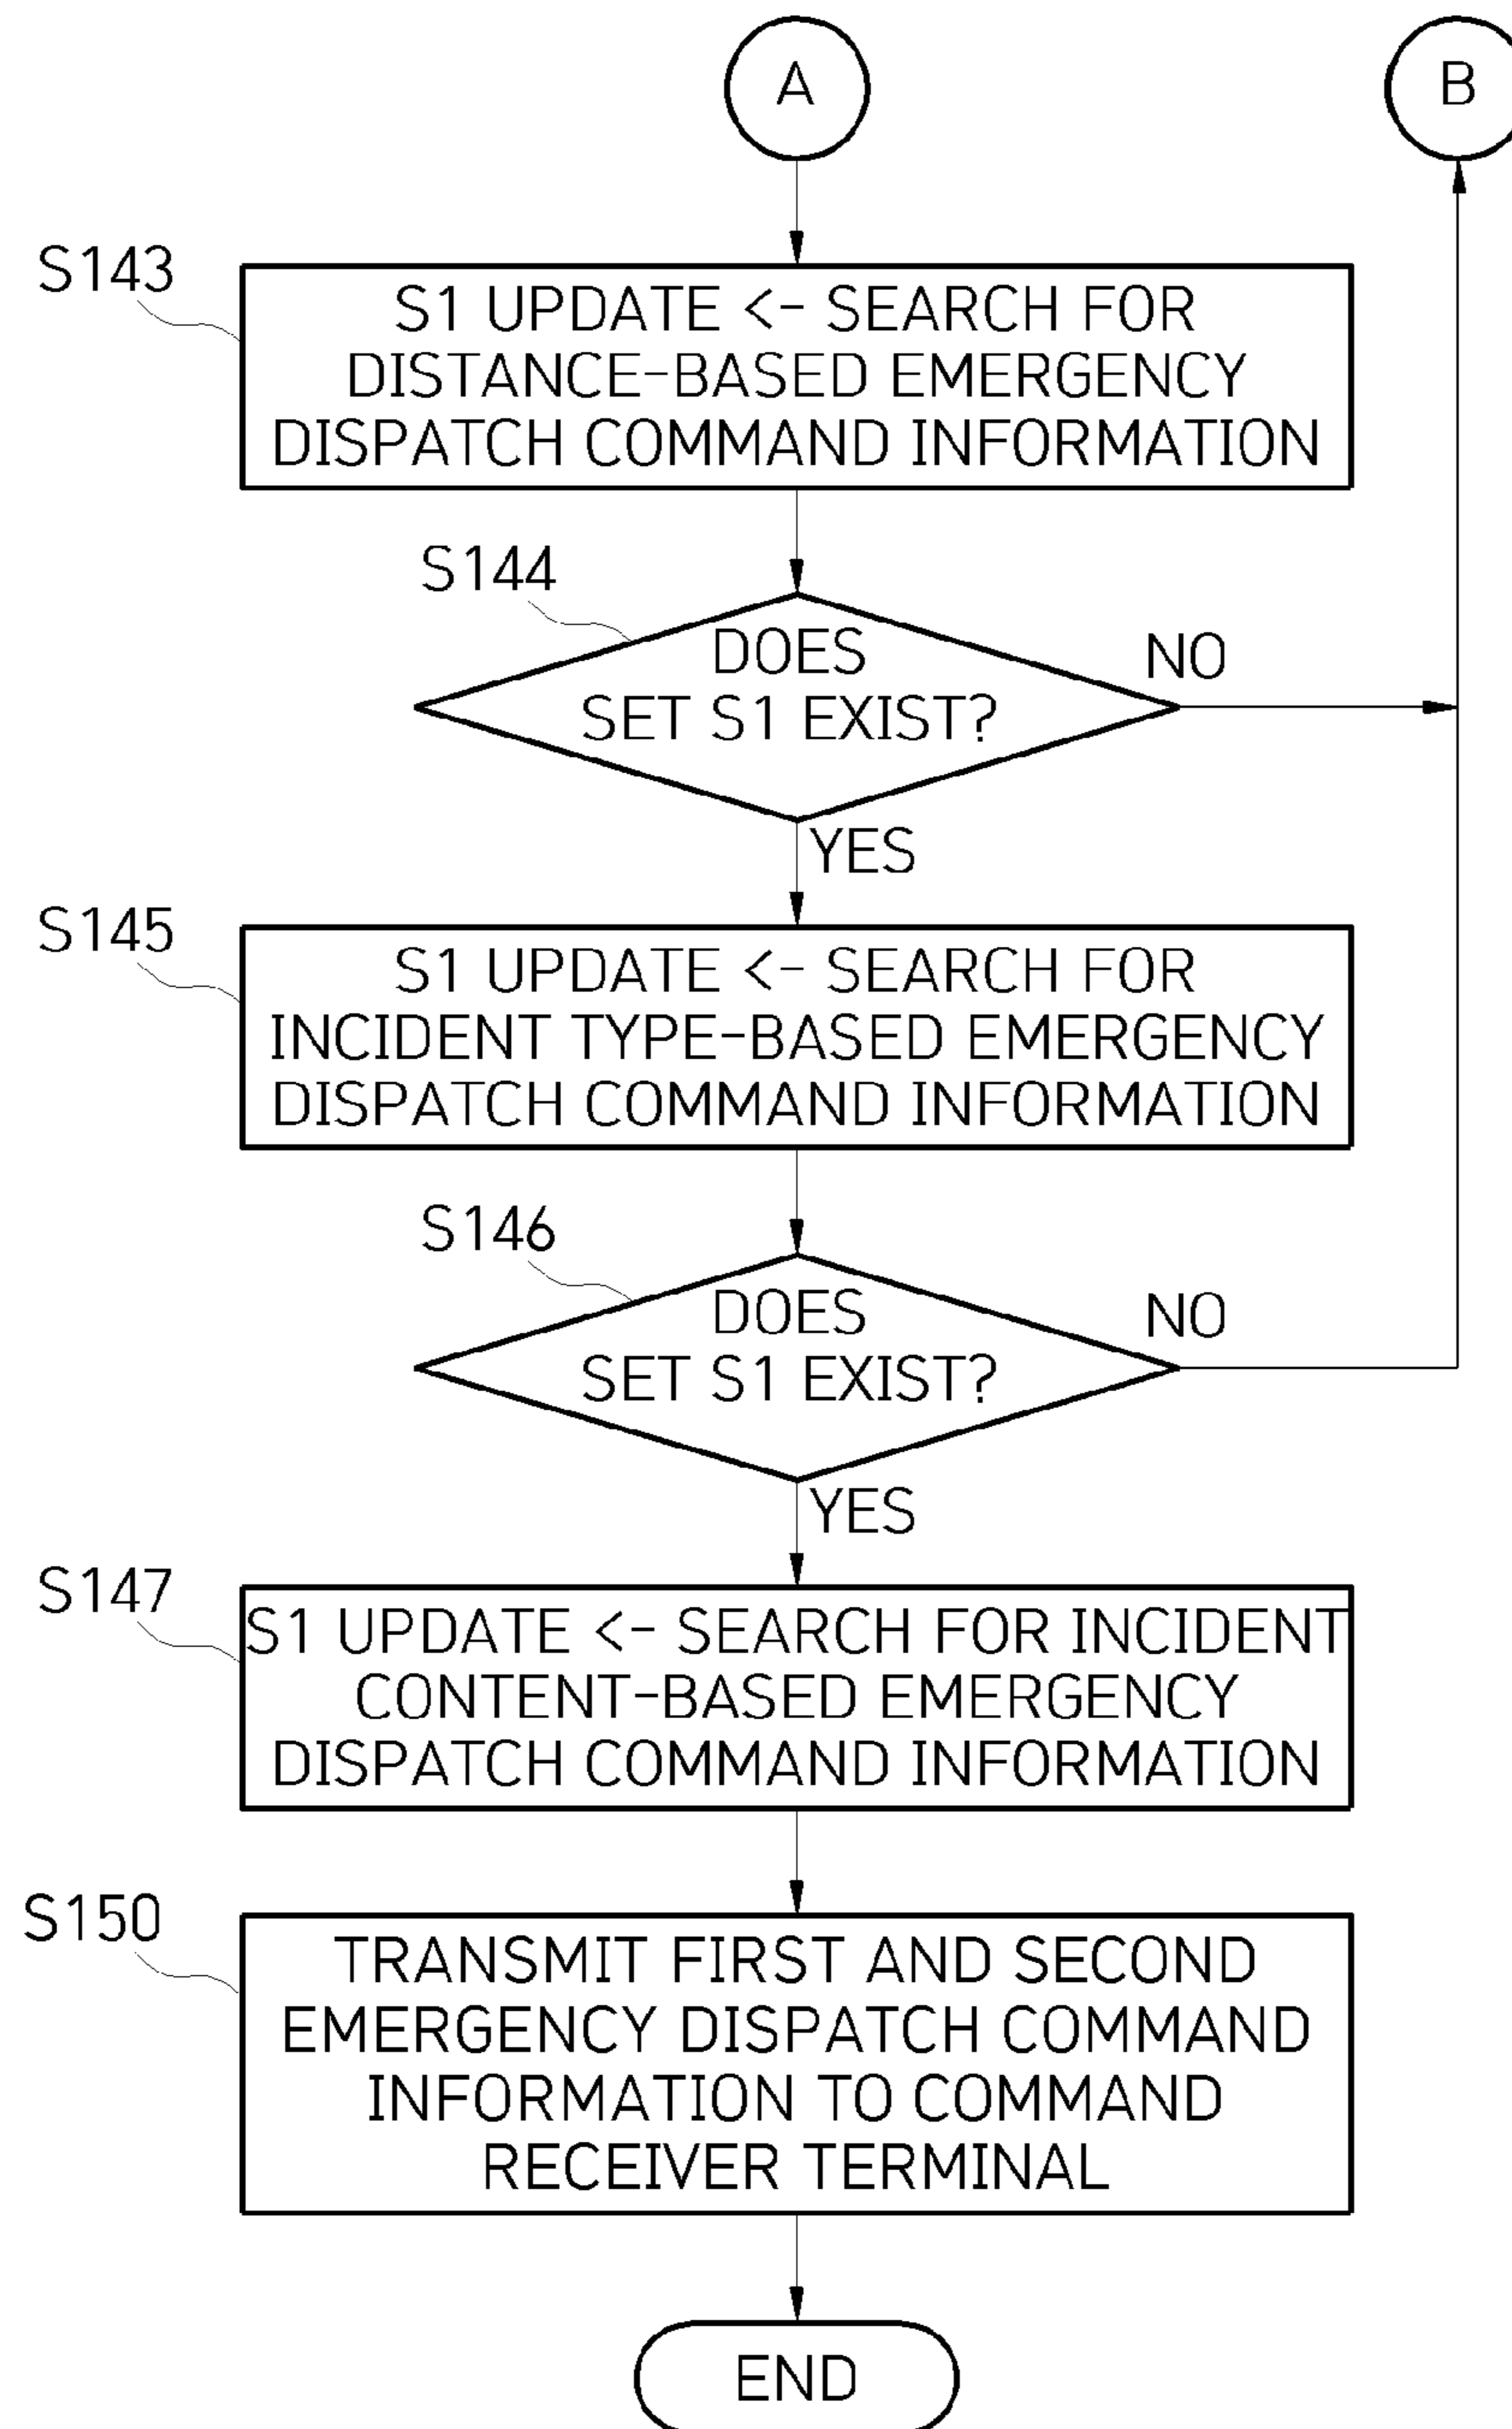 A
B
S143
S1 UPDATE <- SEARCH FOR
DISTANCE-BASED EMERGENCY
DISPATCH COMMAND INFORMATION
S144
DOES
SET S1 EXIST?
NO
YES
S145
S1 UPDATE <- SEARCH FOR
INCIDENT TYPE-BASED EMERGENCY
DISPATCH COMMAND INFORMATION
S146
DOES
SET S1 EXIST?
NO
YES
S147
S1 UPDATE <- SEARCH FOR INCIDENT
CONTENT-BASED EMERGENCY
DISPATCH COMMAND INFORMATION
S150
TRANSMIT FIRST AND SECOND
EMERGENCY DISPATCH COMMAND
INFORMATION TO COMMAND
RECEIVER TERMINAL
END